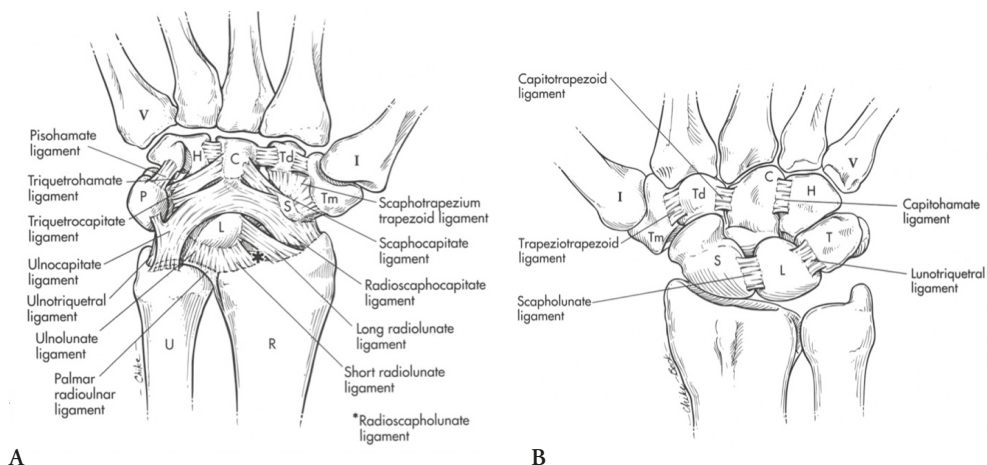 V
Pisohamate
ligament
H
C
Td
I
Triquetrohamate
ligament
P
Tm
S
Scaphotrapezium
trapezoid ligament
Triquetrocapitate
ligament
L
Scaphocapitate
ligament
Ulnocapitate
ligament
*
Radioscaphocapitate
ligament
Ulnotriquetral
ligament
Long radiolunate
ligament
Ulnolunate
ligament
U
R
Short radiolunate
ligament
Palmar
radioulnar
ligament
*Radioscapholunate
ligament
A
Capitotrapezoid
ligament
V
I
Td
C
H
Capitohamate
ligament
Trapeziotrapezoid
ligament
Tm
T
S
L
Lunotriquetral
ligament
Scapholunate
ligament
B